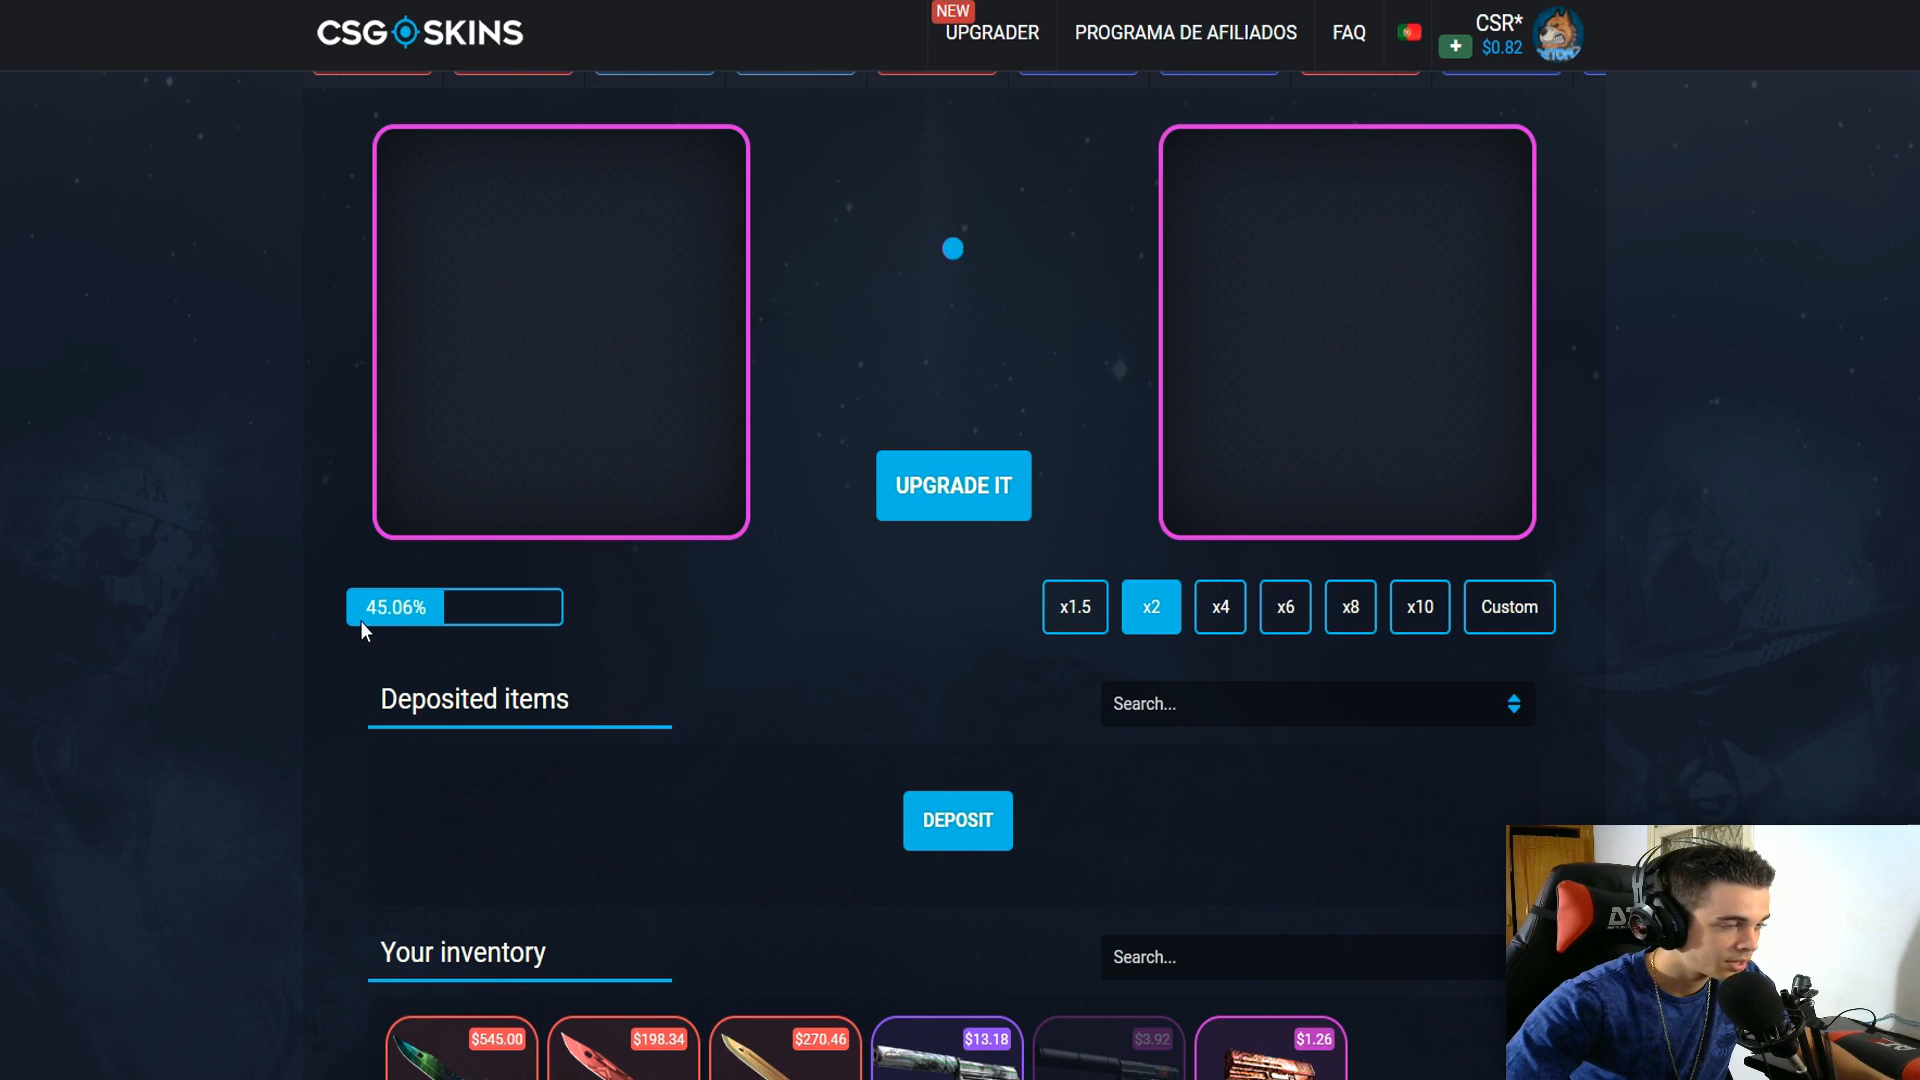 CSG SKINS
NEW
UPGRADER
PROGRAMA DE AFILIADOS
FAQ
CSR*
+
$0.82
UPGRADE IT
45.06%
x1.5
x2
x4
x6
x8
x10
Custom
Deposited items
Search...
DEPOSIT
Your inventory
Search...
$545.00
$198.34
$270.46
$13.18
$3.92
$1.26